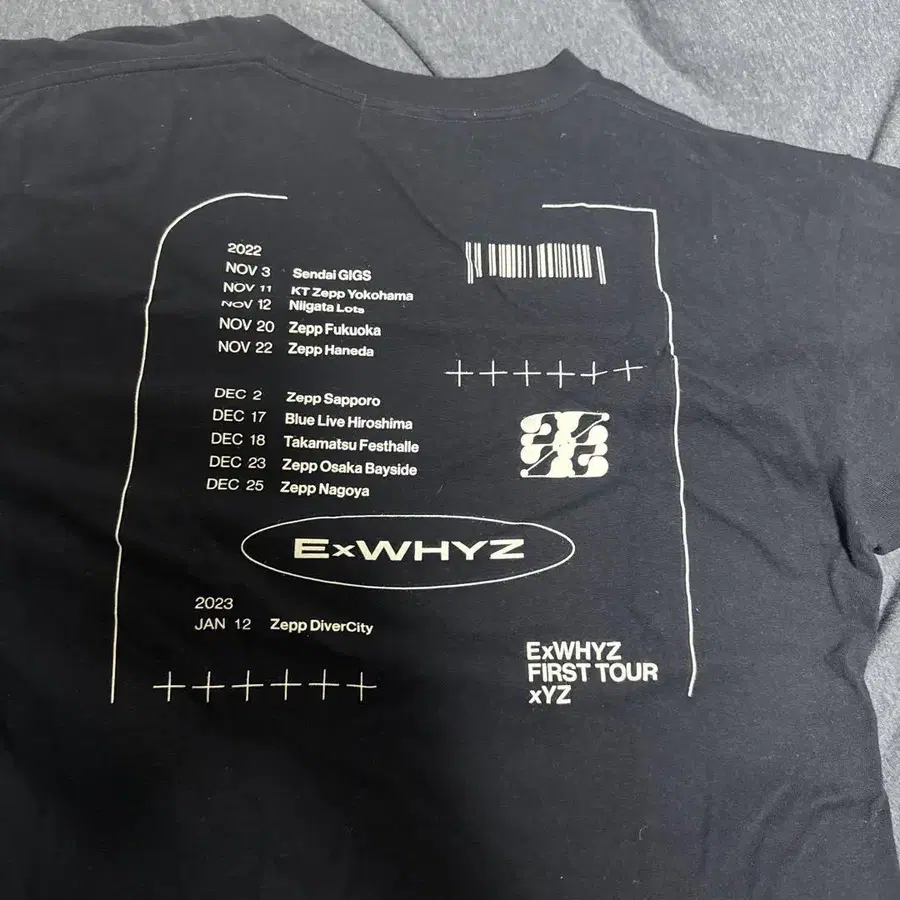 2022
NOV 3 Sendai GIGS
NOV 11 KT Zepp Yokohama
NOV 12 Niigata Lots
NOV 20 Zepp Fukuoka
NOV 22 Zepp Haneda
DEC 2 Zepp Sapporo
DEC 17 Blue Live Hiroshima
DEC 18 Takamatsu Festhalle
DEC 23 Zepp Osaka Bayside
DEC 25 Zepp Nagoya
ExWHYZ
2023
JAN 12 Zepp DiverCity
ExWHYZ
FIRST TOUR
xYZ